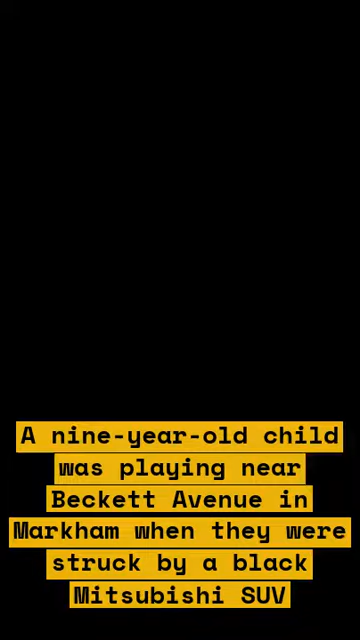 A nine-year-old child
was playing near
Beckett Avenue in
Markham when they were
struck by a black
Mitsubishi SUV